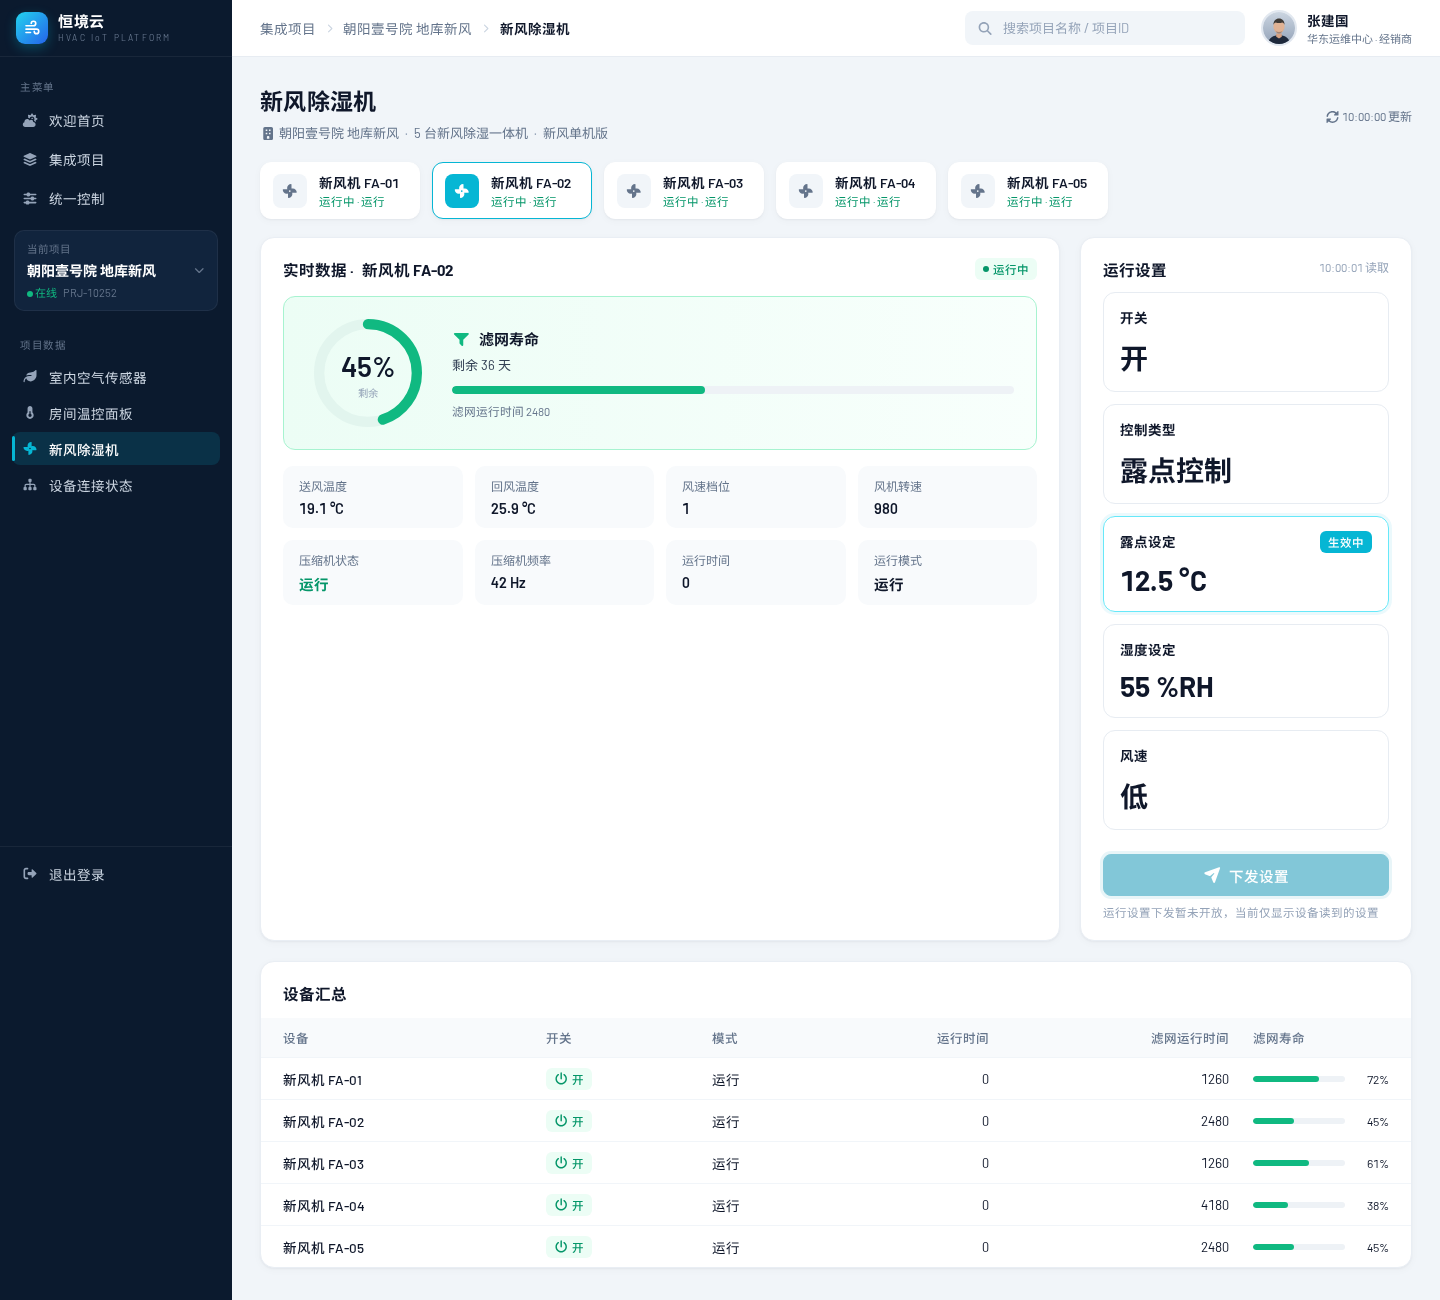 恒境云
HVAC IoT PLATFORM
主菜单
欢迎首页
集成项目
统一控制
当前项目
朝阳壹号院 地库新风
在线 PRJ-10252
项目数据
室内空气传感器
房间温控面板
新风除湿机
设备连接状态
退出登录
集成项目 朝阳壹号院 地库新风 新风除湿机
搜索项目名称 / 项目ID
张建国
华东运维中心 · 经销商
新风除湿机
朝阳壹号院 地库新风 · 5 台新风除湿一体机 · 新风单机版
10:00:00 更新
新风机 FA-01
运行中 · 运行
新风机 FA-02
运行中 · 运行
新风机 FA-03
运行中 · 运行
新风机 FA-04
运行中 · 运行
新风机 FA-05
运行中 · 运行
实时数据 · 新风机 FA-02
运行中
45%
剩余
滤网寿命
剩余 36 天
滤网运行时间 2480
送风温度
19.1 °C
回风温度
25.9 °C
风速档位
1
风机转速
980
压缩机状态
运行
压缩机频率
42 Hz
运行时间
0
运行模式
运行
运行设置
10:00:01 读取
开关
开
控制类型
露点控制
露点设定
生效中
12.5 °C
湿度设定
55 %RH
风速
低
下发设置
运行设置下发暂未开放，当前仅显示设备读到的设置
设备汇总
设备 开关 模式 运行时间 滤网运行时间 滤网寿命
新风机 FA-01 开 运行 0 1260 72%
新风机 FA-02 开 运行 0 2480 45%
新风机 FA-03 开 运行 0 1260 61%
新风机 FA-04 开 运行 0 4180 38%
新风机 FA-05 开 运行 0 2480 45%